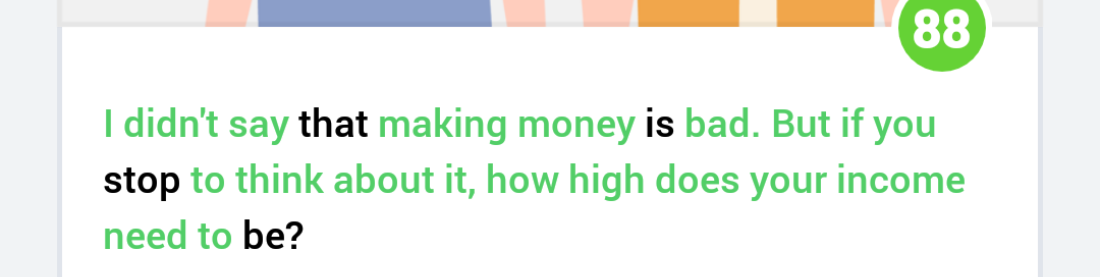 88
I didn't say that making money is bad. But if you
stop to think about it, how high does your income
need to be?